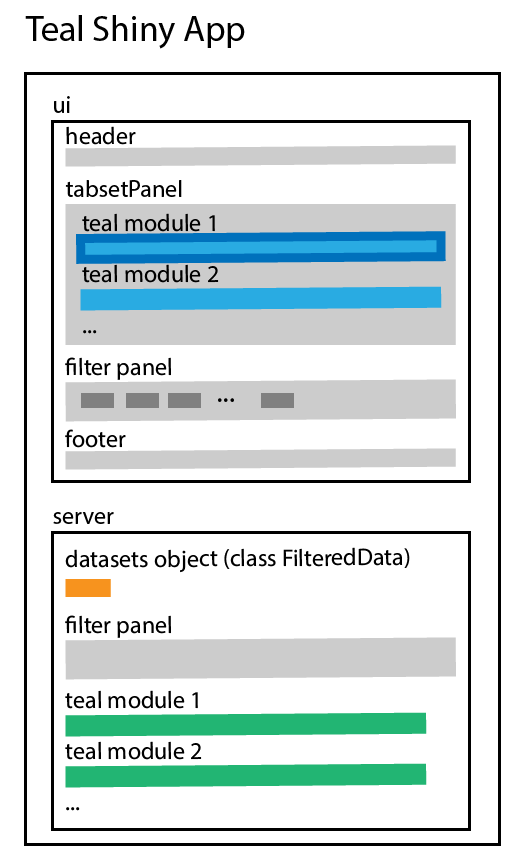 Teal Shiny App
ui
header
tabsetPanel
teal module 1
teal module 2
...
filter panel
...
footer
server
datasets object (class FilteredData)
filter panel
teal module 1
teal module 2
...